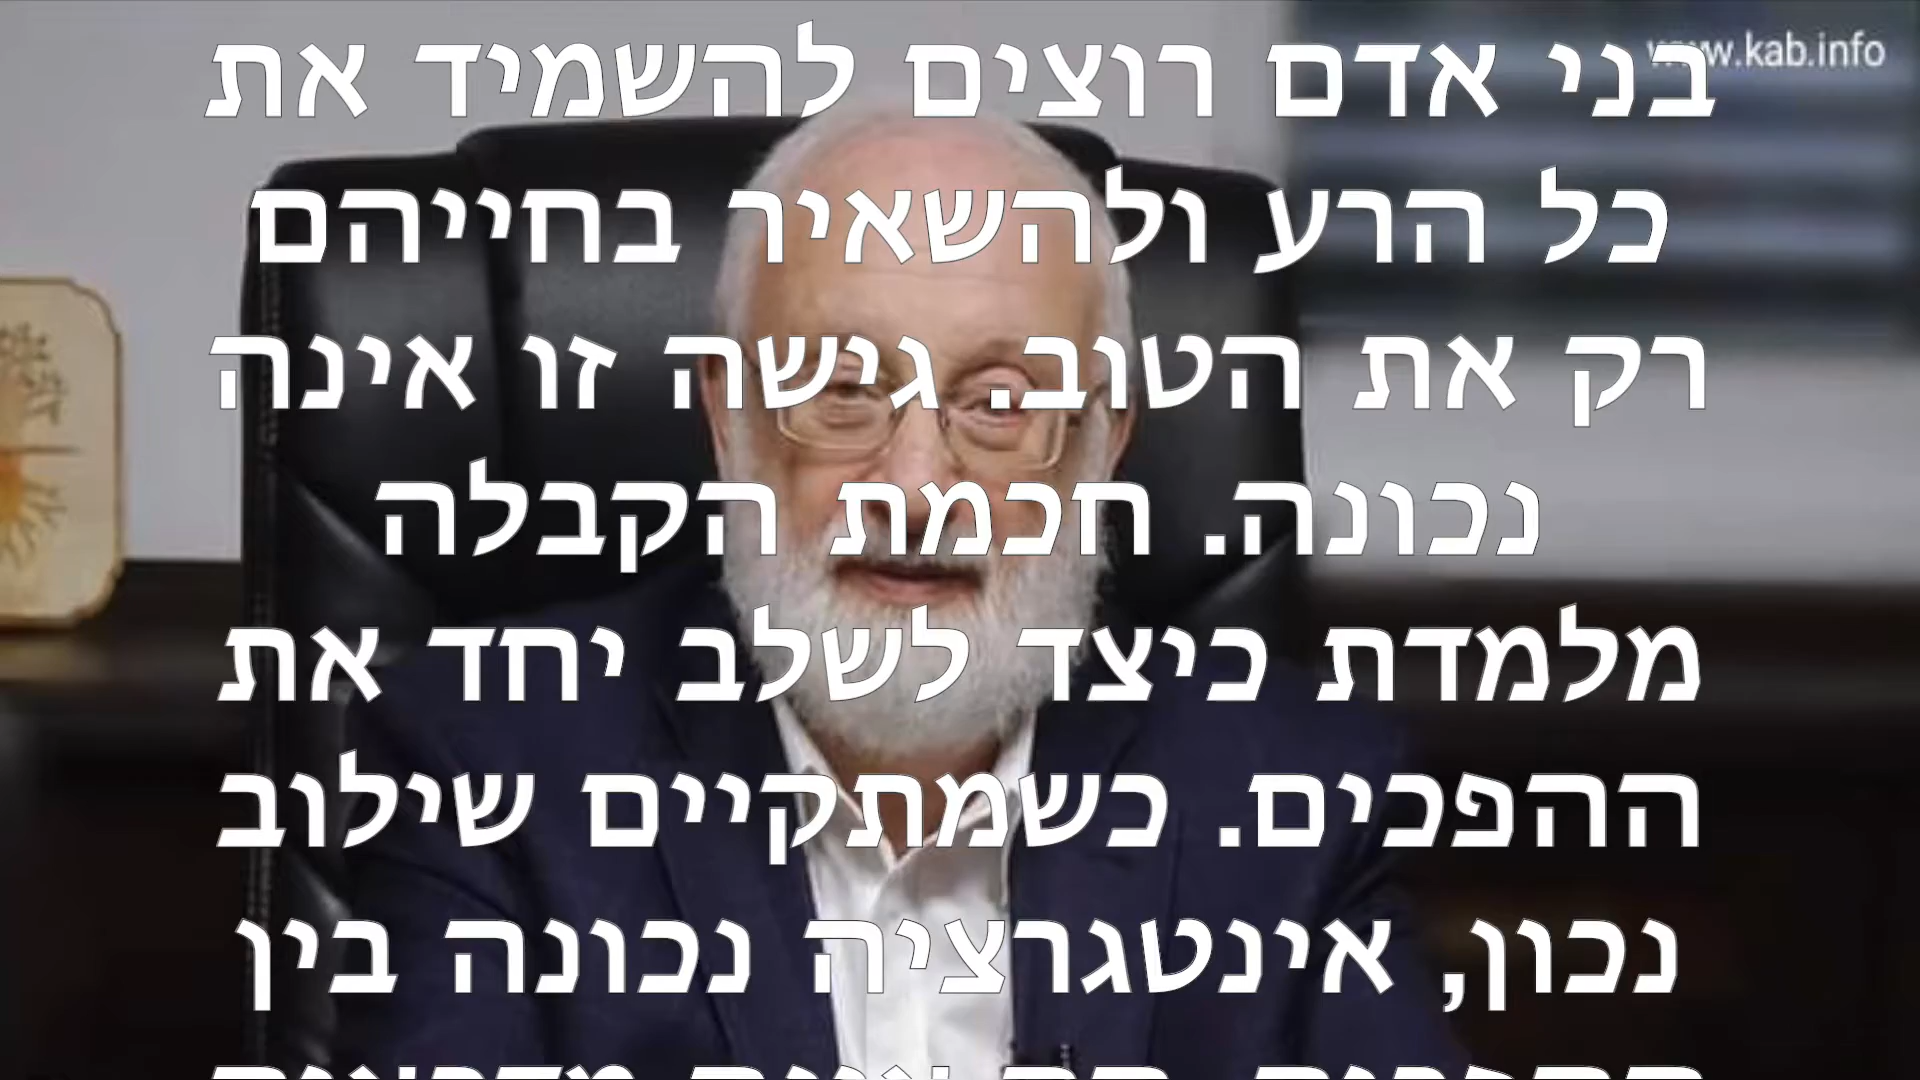 www.kab.info
בני אדם רוצים להשמיד את
כל הרע ולהשאיר בחייהם
רק את הטוב. גישה זו אינה
נכונה. חכמת הקבלה
מלמדת כיצד לשלב יחד את
ההפכים. כשמתקיים שילוב
נכון, אינטגרציה נכונה בין